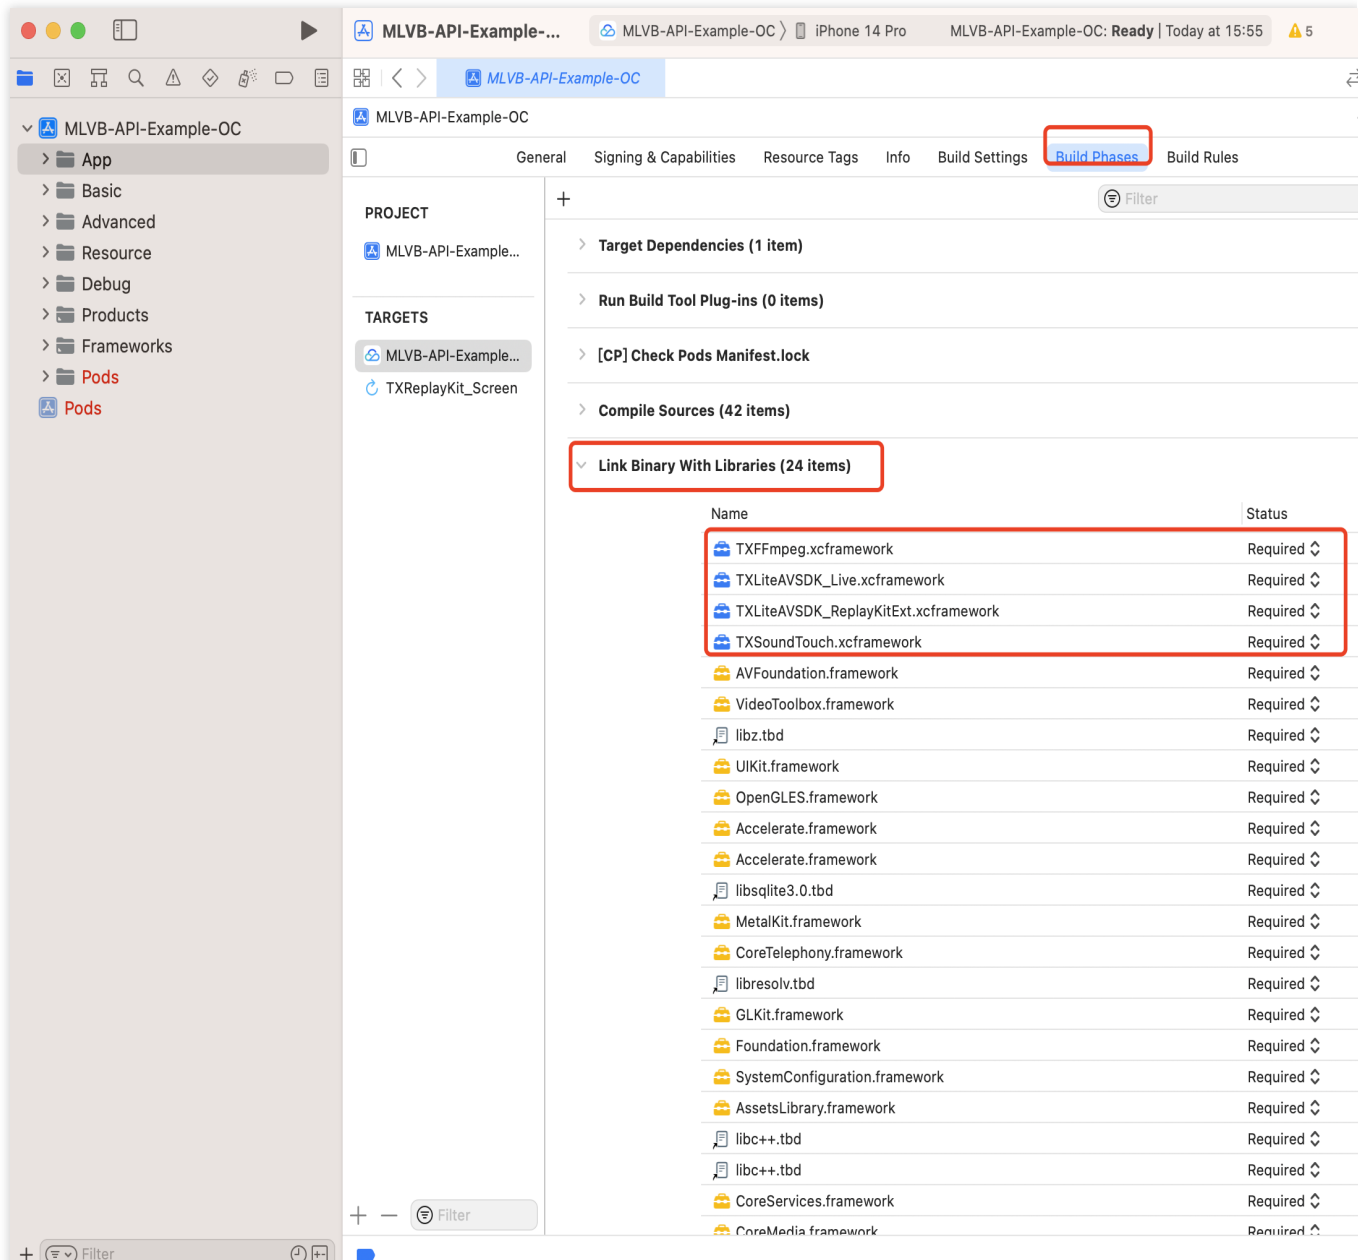 MLVB-API-Example-...
MLVB-API-Example-OC
iPhone 14 Pro
MLVB-API-Example-OC: Ready | Today at 15:55
5
MLVB-API-Example-OC
MLVB-API-Example-OC
MLVB-API-Example-OC
App
Basic
Advanced
Resource
Debug
Products
Frameworks
Pods
Pods
General
Signing & Capabilities
Resource Tags
Info
Build Settings
Build Phases
Build Rules
PROJECT
MLVB-API-Example...
TARGETS
MLVB-API-Example...
TXReplayKit_Screen
Filter
Target Dependencies (1 item)
Run Build Tool Plug-ins (0 items)
[CP] Check Pods Manifest.lock
Compile Sources (42 items)
Link Binary With Libraries (24 items)
Name Status
TXFFmpeg.xcframework Required
TXLiteAVSDK_Live.xcframework Required
TXLiteAVSDK_ReplayKitExt.xcframework Required
TXSoundTouch.xcframework Required
AVFoundation.framework Required
VideoToolbox.framework Required
libz.tbd Required
UIKit.framework Required
OpenGLES.framework Required
Accelerate.framework Required
Accelerate.framework Required
libsqlite3.0.tbd Required
MetalKit.framework Required
CoreTelephony.framework Required
libresolv.tbd Required
GLKit.framework Required
Foundation.framework Required
SystemConfiguration.framework Required
AssetsLibrary.framework Required
libc++.tbd Required
libc++.tbd Required
CoreServices.framework Required
CoreMedia.framework Required
Filter
Filter